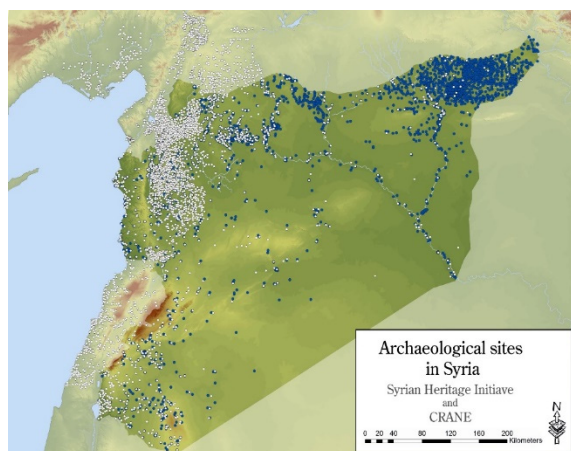 Archaeological sites
in Syria
Syrian Heritage Initiave
and
CRANE
N
0 20 40 80 120 160 200
Kilometers